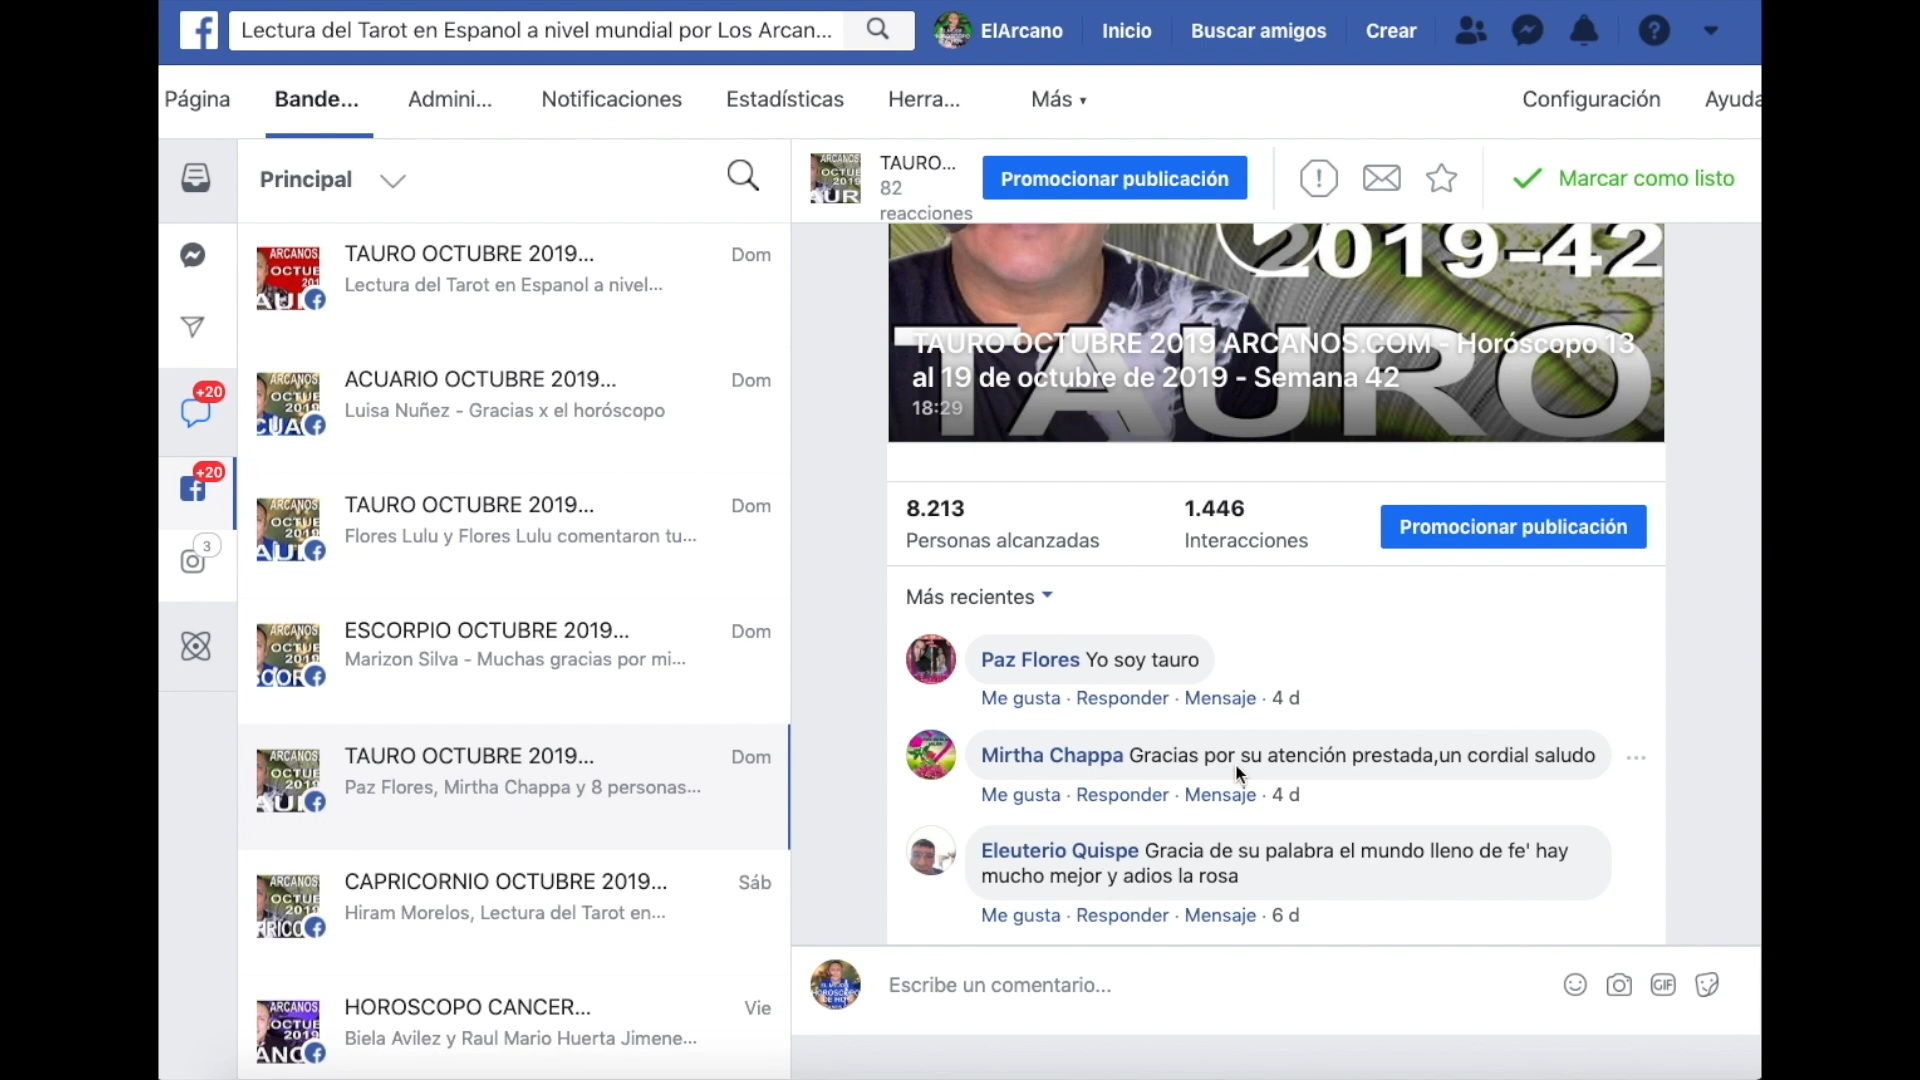 Lectura del Tarot en Espanol a nivel mundial por Los Arcan...
ElArcano
Inicio
Buscar amigos
Crear
Página
Bande...
Admini...
Notificaciones
Estadísticas
Herra...
Más
Configuración
Ayuda
Principal
TAURO OCTUBRE 2019...
Dom
Lectura del Tarot en Espanol a nivel...
ACUARIO OCTUBRE 2019...
Dom
Luisa Nuñez - Gracias x el horóscopo
+20
TAURO OCTUBRE 2019...
Dom
Flores Lulu y Flores Lulu comentaron tu...
+20
3
ESCORPIO OCTUBRE 2019...
Dom
Marizon Silva - Muchas gracias por mi...
TAURO OCTUBRE 2019...
Dom
Paz Flores, Mirtha Chappa y 8 personas...
CAPRICORNIO OCTUBRE 2019...
Sáb
Hiram Morelos, Lectura del Tarot en...
HOROSCOPO CANCER...
Vie
Biela Avilez y Raul Mario Huerta Jimene...
TAURO...
82
reacciones
Promocionar publicación
Marcar como listo
2019-42
TAURO
TAURO OCTUBRE 2019 ARCANOS.COM - Horóscopo 13
al 19 de octubre de 2019 - Semana 42
18:29
8.213
Personas alcanzadas
1.446
Interacciones
Promocionar publicación
Más recientes
Paz Flores Yo soy tauro
Me gusta · Responder · Mensaje · 4 d
Mirtha Chappa Gracias por su atención prestada,un cordial saludo
Me gusta · Responder · Mensaje · 4 d
Eleuterio Quispe Gracia de su palabra el mundo lleno de fe' hay
mucho mejor y adios la rosa
Me gusta · Responder · Mensaje · 6 d
Escribe un comentario...
GIF